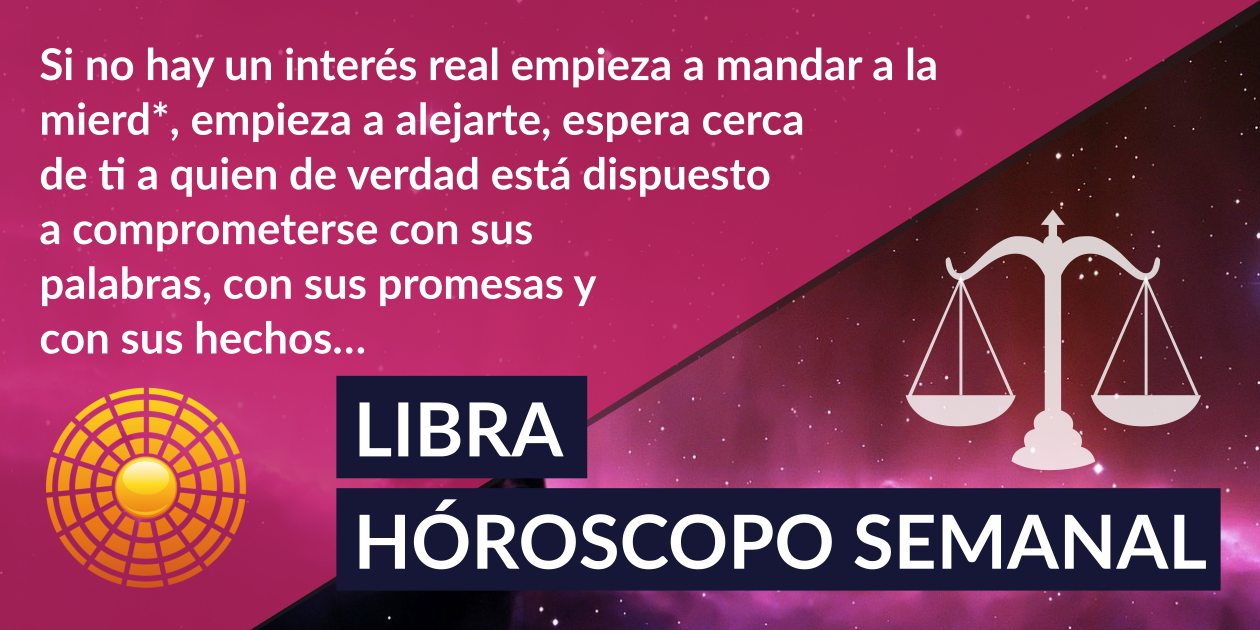 Si no hay un interés real empieza a mandar a la
mierd*, empieza a alejarte, espera cerca
de ti a quien de verdad está dispuesto
a comprometerse con sus
palabras, con sus promesas y
con sus hechos...
LIBRA
HÓROSCOPO SEMANAL